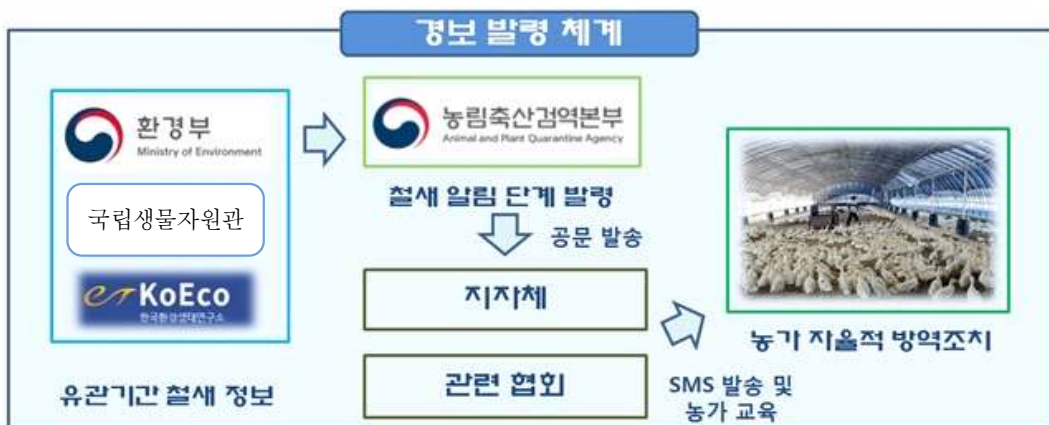 경보 발령 체계
환경부
Ministry of Environment
국립생물자원관
KoEco
한국환경생태연구소
유관기간 철새 정보
농림축산검역본부
Animal and Plant Quarantine Agency
철새 알림 단계 발령
공문 발송
지자체
관련 협회
SMS 발송 및
농가 교육
농가 자율적 방역조치